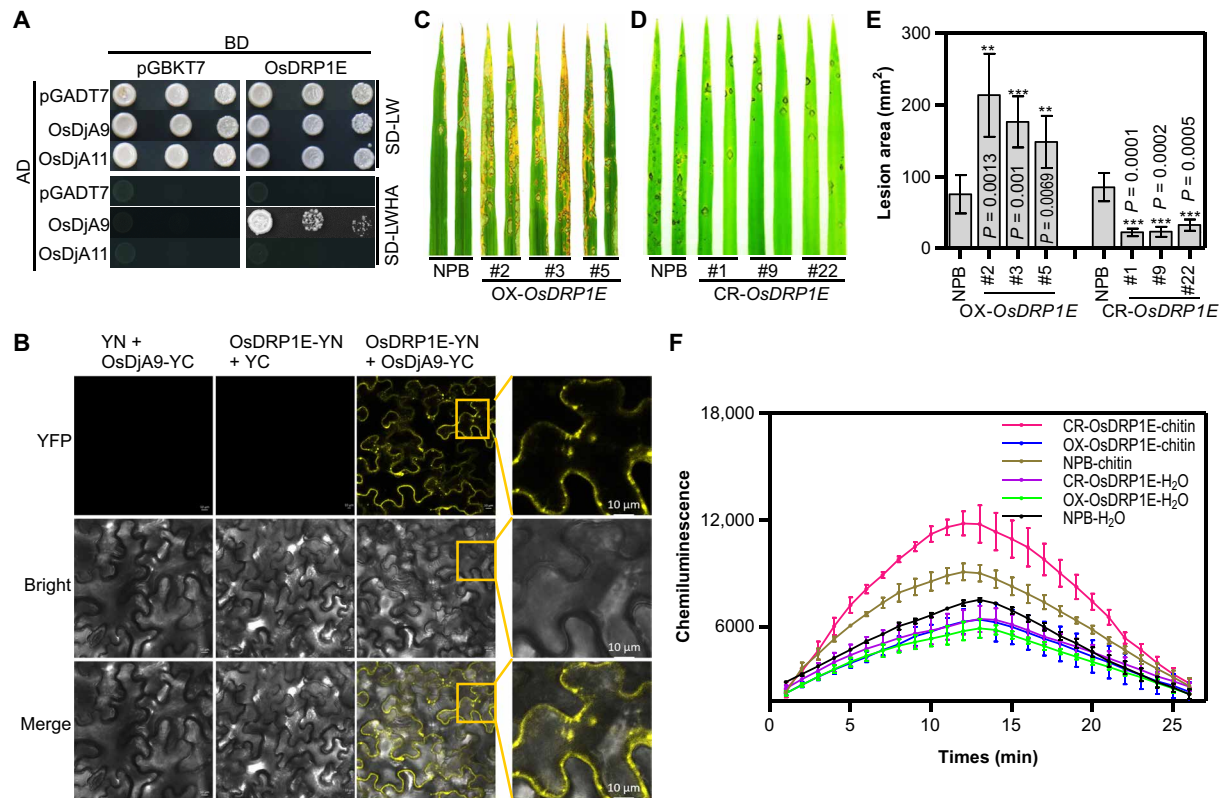 A
BD
pGBKT7 OsDRP1E
AD
pGADT7
OsDjA9
OsDjA11
SD-LW
pGADT7
OsDjA9
OsDjA11
SD-LWHA
B
YN + OsDjA9-YC
OsDRP1E-YN + YC
OsDRP1E-YN + OsDjA9-YC
YFP
10 µm
Bright
10 µm
Merge
10 µm
C
NPB #2 #3 #5
OX-OsDRP1E
D
NPB #1 #9 #22
CR-OsDRP1E
E
Lesion area (mm²)
300
200
100
0
**
***
**
P = 0.0013
P = 0.001
P = 0.0069
***
***
***
P = 0.0001
P = 0.0002
P = 0.0005
NPB #2 #3 #5 NPB #1 #9 #22
OX-OsDRP1E CR-OsDRP1E
F
Chemiluminescence
18,000
12,000
6000
CR-OsDRP1E-chitin
OX-OsDRP1E-chitin
NPB-chitin
CR-OsDRP1E-H₂O
OX-OsDRP1E-H₂O
NPB-H₂O
0 5 10 15 20 25
Times (min)